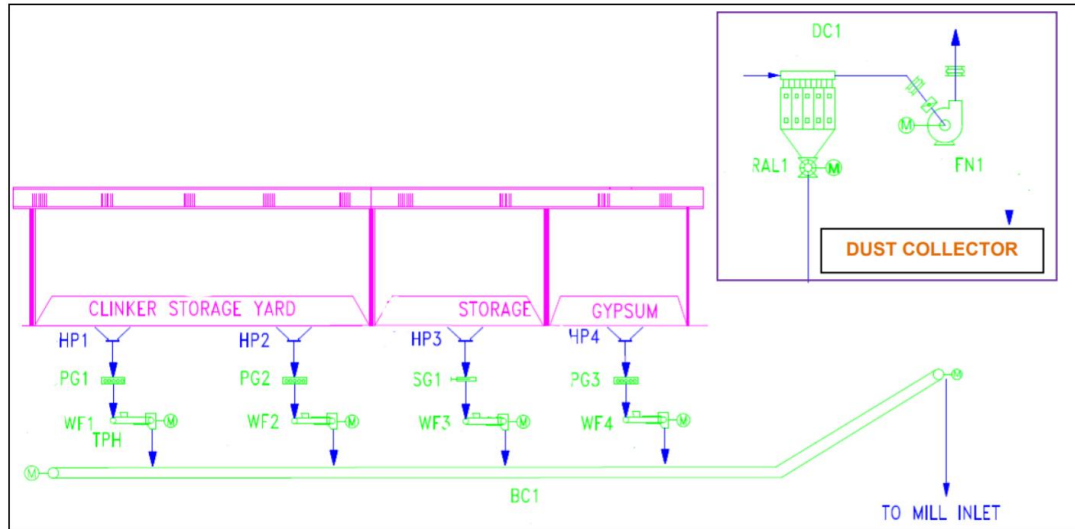 DC1
M
RAL1
M
FN1
DUST COLLECTOR
CLINKER STORAGE YARD
STORAGE
GYPSUM
HP1
HP2
HP3
HP4
PG1
PG2
SG1
PG3
WF1
M
WF2
M
WF3
M
WF4
M
TPH
M
M
BC1
TO MILL INLET